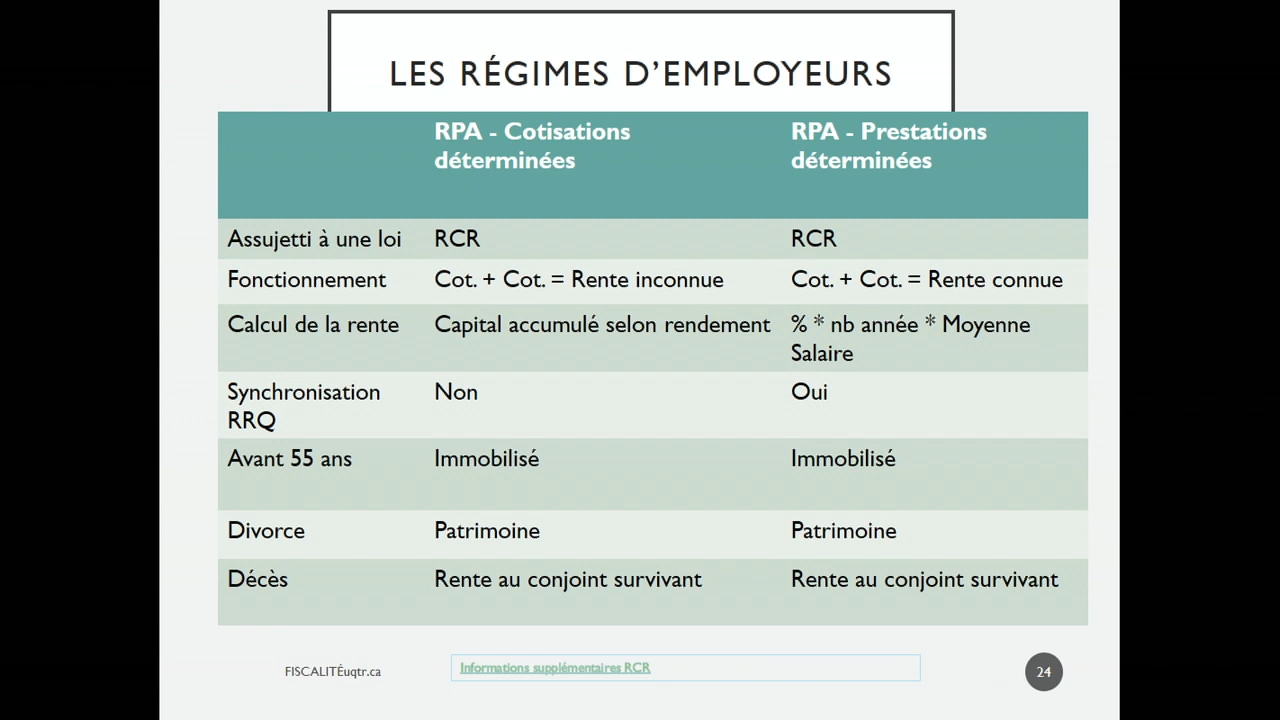 LES RÉGIMES D’EMPLOYEURS
RPA - Cotisations déterminées
RPA - Prestations déterminées
Assujetti à une loi RCR RCR
Fonctionnement Cot. + Cot. = Rente inconnue Cot. + Cot. = Rente connue
Calcul de la rente Capital accumulé selon rendement % * nb année * Moyenne Salaire
Synchronisation RRQ Non Oui
Avant 55 ans Immobilisé Immobilisé
Divorce Patrimoine Patrimoine
Décès Rente au conjoint survivant Rente au conjoint survivant
FISCALITÉuqtr.ca
Informations supplémentaires RCR
24